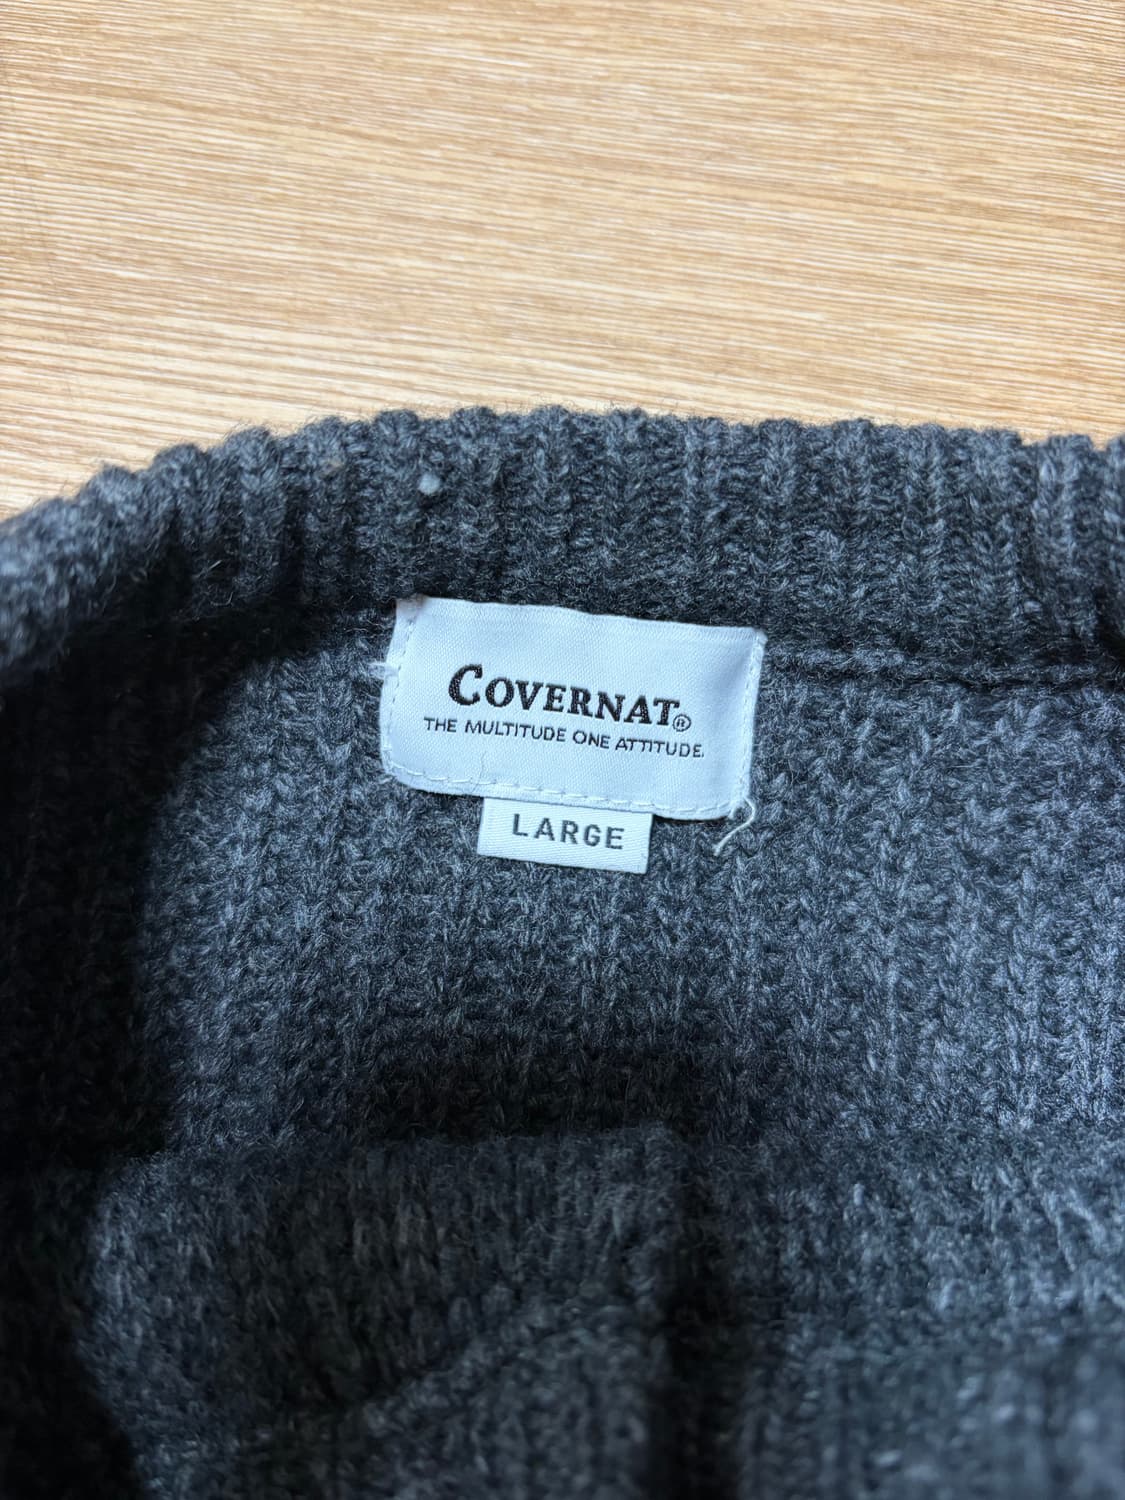 COVERNAT®
THE MULTITUDE ONE ATTITUDE.
LARGE